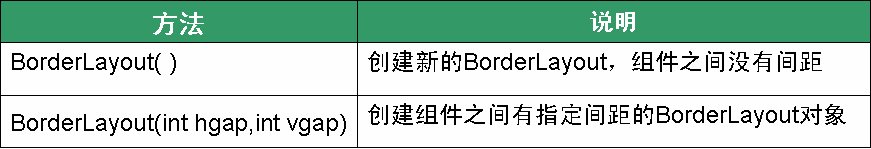 方法 说明
BorderLayout( ) 创建新的BorderLayout，组件之间没有间距
BorderLayout(int hgap,int vgap) 创建组件之间有指定间距的BorderLayout对象